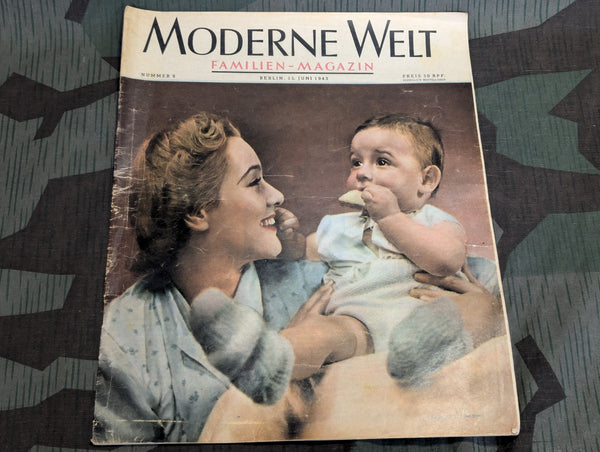 MODERNE WELT
FAMILIEN-MAGAZIN
NUMMER 5
BERLIN, 15. JUNI 1943
PREIS 50 RPF.